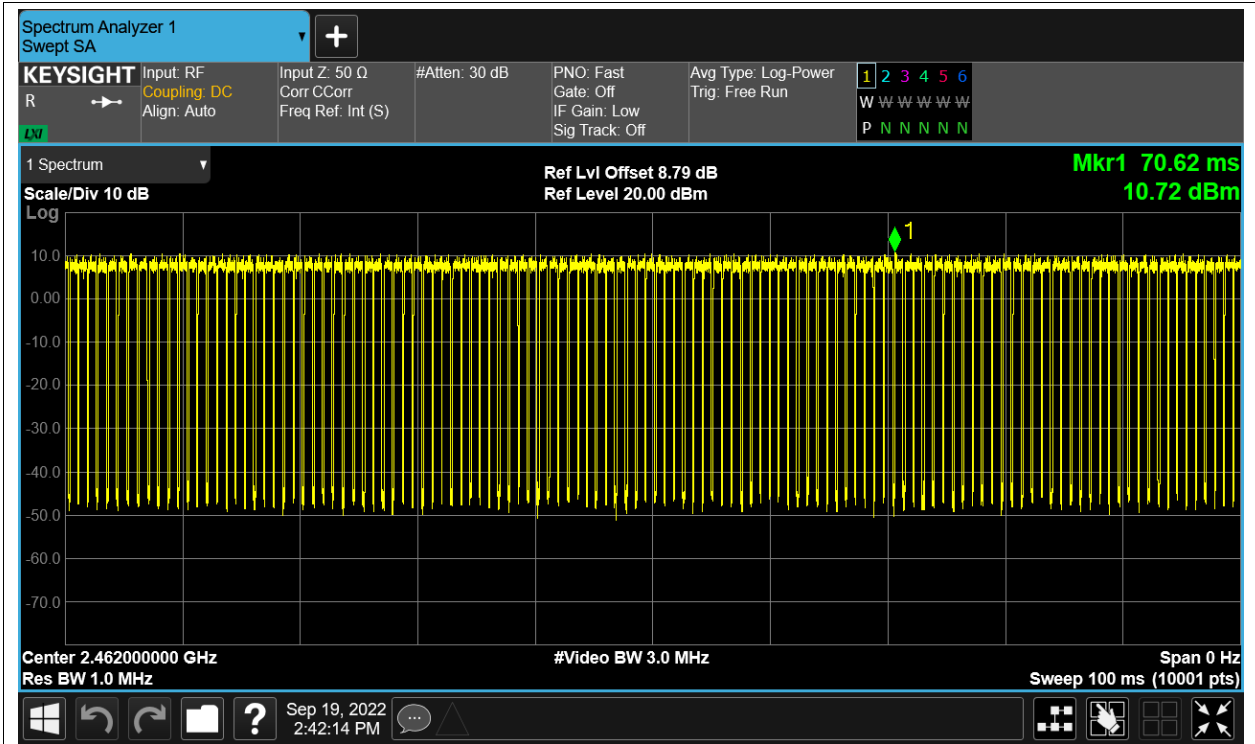 Spectrum Analyzer 1
Swept SA
KEYSIGHT
R
LXI
Input: RF
Coupling: DC
Align: Auto
Input Z: 50 Ω
Corr CCorr
Freq Ref: Int (S)
#Atten: 30 dB
PNO: Fast
Gate: Off
IF Gain: Low
Sig Track: Off
Avg Type: Log-Power
Trig: Free Run
1 2 3 4 5 6
W W W W W W
P N N N N N
1 Spectrum
Scale/Div 10 dB
Log
Ref Lvl Offset 8.79 dB
Ref Level 20.00 dBm
Mkr1 70.62 ms
10.72 dBm
1
10.0
0.00
-10.0
-20.0
-30.0
-40.0
-50.0
-60.0
-70.0
Center 2.462000000 GHz
Res BW 1.0 MHz
#Video BW 3.0 MHz
Span 0 Hz
Sweep 100 ms (10001 pts)
?
Sep 19, 2022
2:42:14 PM